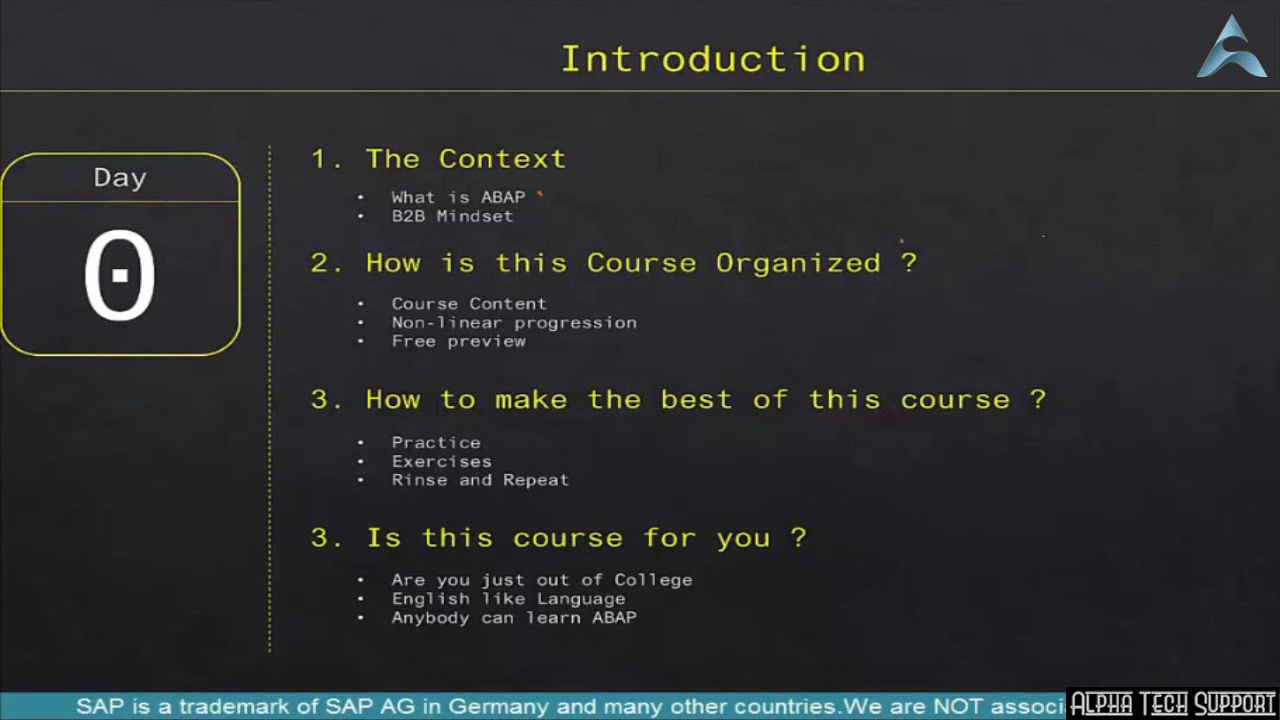 Introduction
Day
0
1. The Context
• What is ABAP
• B2B Mindset
2. How is this Course Organized ?
• Course Content
• Non-linear progression
• Free preview
3. How to make the best of this course ?
• Practice
• Exercises
• Rinse and Repeat
3. Is this course for you ?
• Are you just out of College
• English like Language
• Anybody can learn ABAP
SAP is a trademark of SAP AG in Germany and many other countries.We are NOT associ
ALPHA TECH SUPPORT